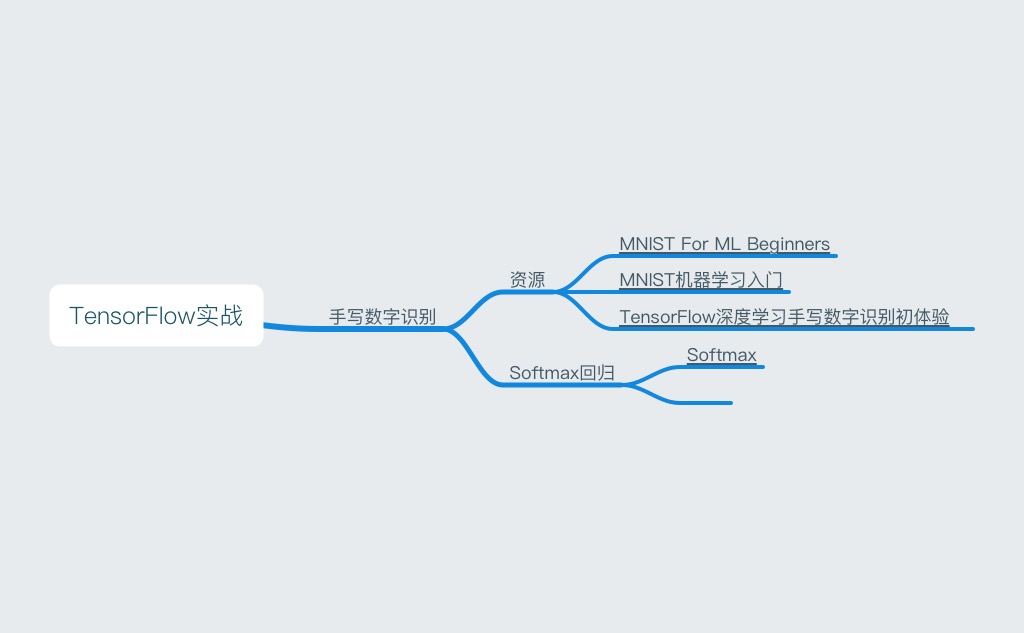 TensorFlow实战
手写数字识别
资源
MNIST For ML Beginners
MNIST机器学习入门
TensorFlow深度学习手写数字识别初体验
Softmax回归
Softmax